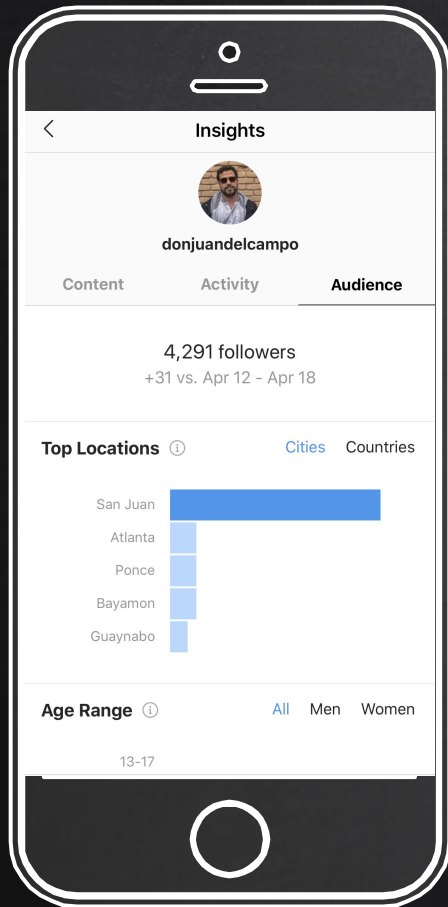 Insights
donjuandelcampo
Content Activity Audience
4,291 followers
+31 vs. Apr 12 - Apr 18
Top Locations Cities Countries
San Juan
Atlanta
Ponce
Bayamon
Guaynabo
Age Range All Men Women
13-17